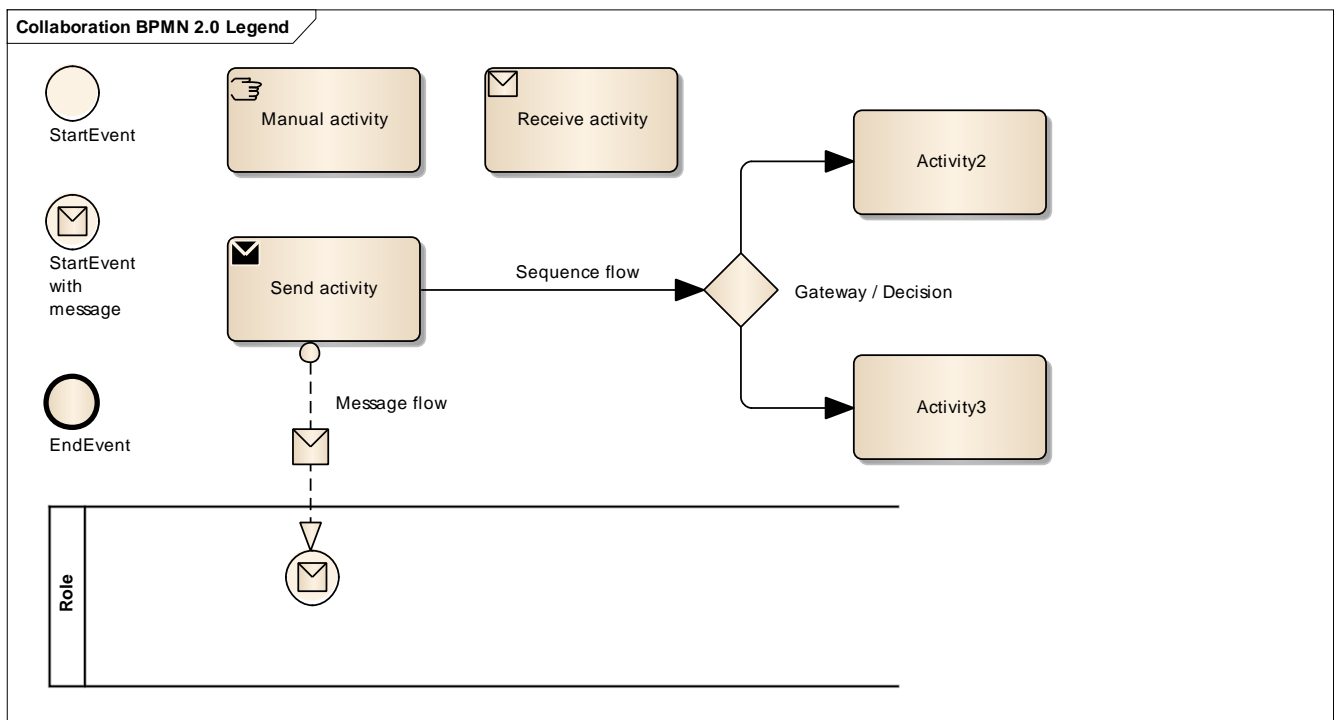 Collaboration BPMN 2.0 Legend
StartEvent
Manual activity
Receive activity
Activity2
StartEvent
with
message
Send activity
Sequence flow
Gateway / Decision
EndEvent
Message flow
Activity3
Role